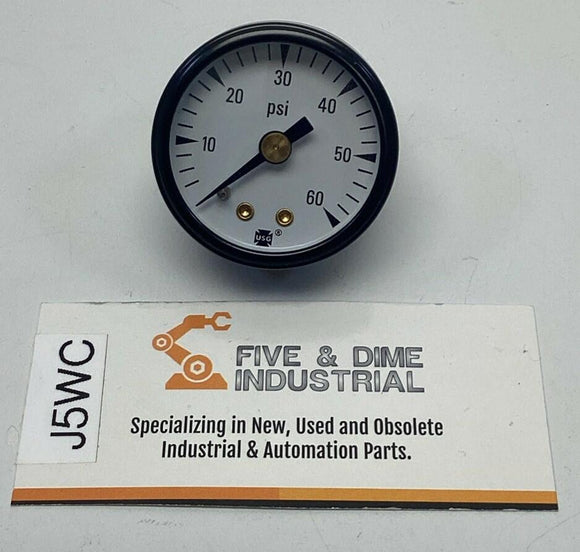 30
20
40
psi
10
50
60
USG ®
J5WC
FIVE & DIME
INDUSTRIAL
Specializing in New, Used and Obsolete
Industrial & Automation Parts.